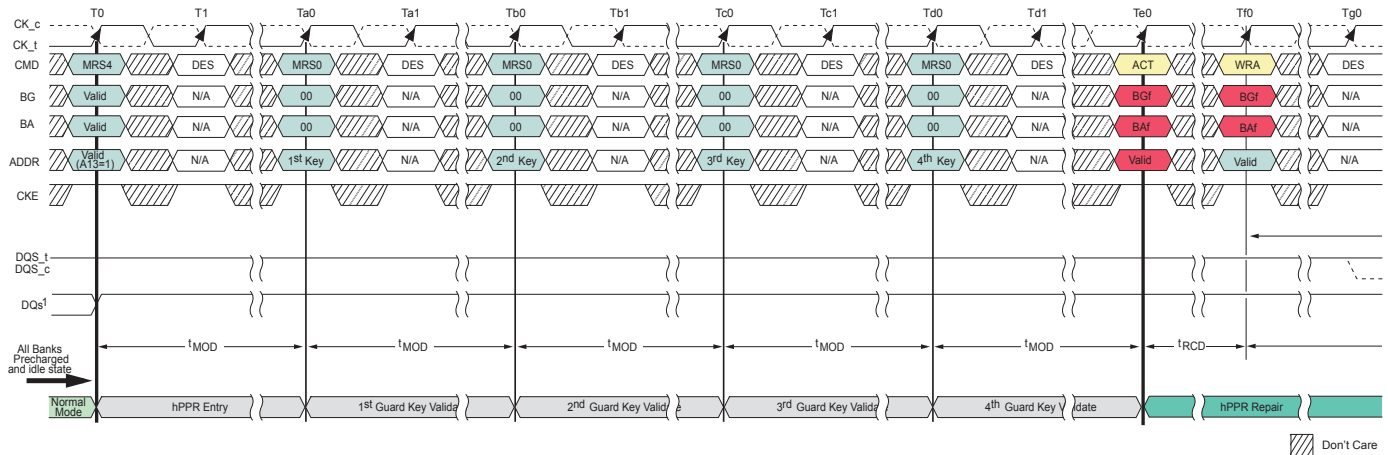 T0 T1 Ta0 Ta1 Tb0 Tb1 Tc0 Tc1 Td0 Td1 Te0 Tf0 Tg0
CK_c
CK_t
CMD MRS4 DES MRS0 DES MRS0 DES MRS0 DES MRS0 DES ACT WRA DES
BG Valid N/A 00 N/A 00 N/A 00 N/A 00 N/A BGf BGf N/A
BA Valid N/A 00 N/A 00 N/A 00 N/A 00 N/A BAf BAf N/A
ADDR Valid (A13=1) N/A 1st Key N/A 2nd Key N/A 3rd Key N/A 4th Key N/A Valid Valid N/A
CKE
DQS_t
DQS_c
DQs1
tMOD tMOD tMOD tMOD tMOD tRCD
All Banks
Precharged
and idle state
Normal Mode hPPR Entry 1st Guard Key Valida 2nd Guard Key Valid e 3rd Guard Key Valida 4th Guard Key V date hPPR Repair
Don't Care